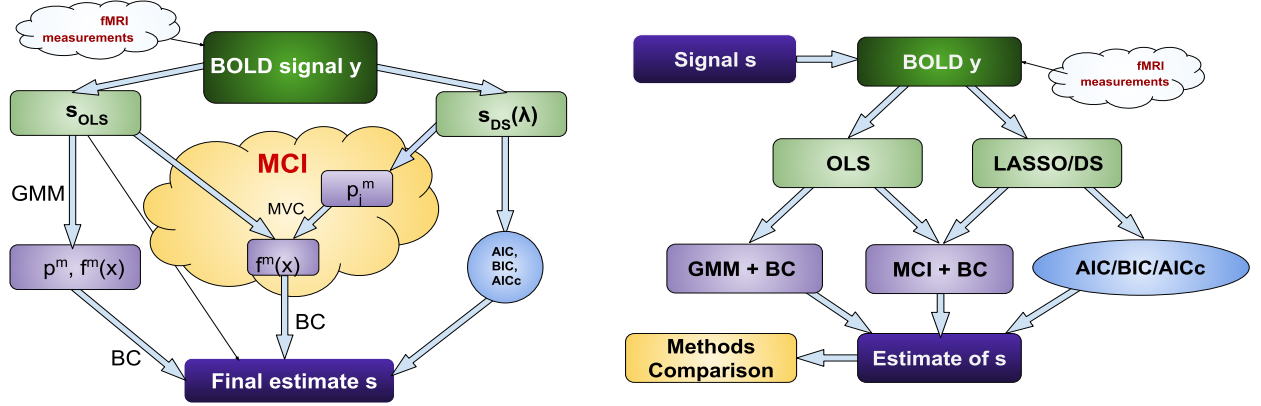 fMRI
measurements
BOLD signal y
sOLS
sDS(λ)
MCI
GMM
pjm
MVC
pm, fm(x)
fm(x)
AIC,
BIC,
AICc
BC
BC
Final estimate s
Signal s
BOLD y
fMRI
measurements
OLS
LASSO/DS
GMM + BC
MCI + BC
AIC/BIC/AICc
Methods
Comparison
Estimate of s